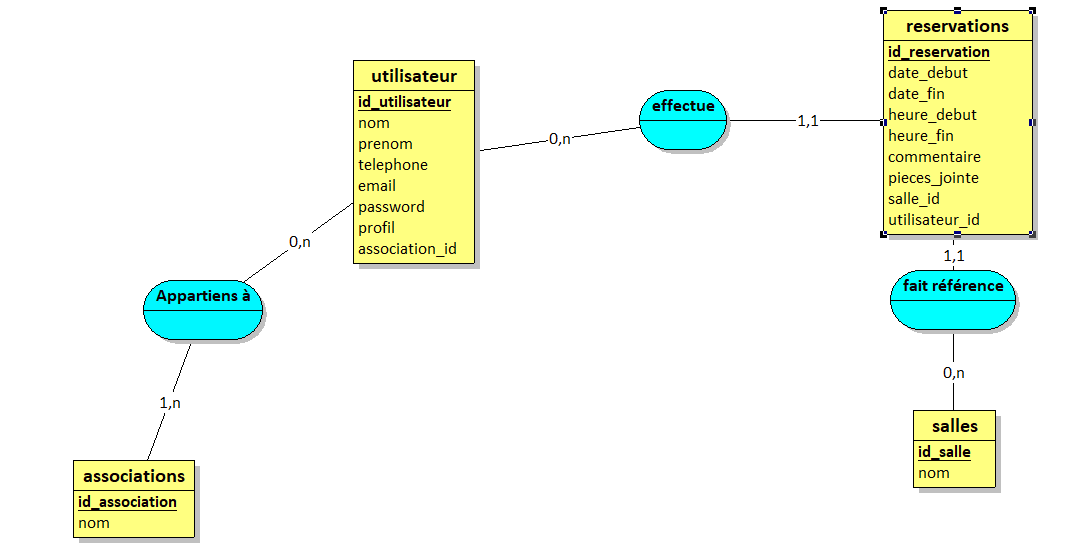 reservations
id_reservation
date_debut
date_fin
heure_debut
heure_fin
commentaire
pieces_jointe
salle_id
utilisateur_id
utilisateur
id_utilisateur
nom
prenom
telephone
email
password
profil
association_id
effectue
0,n
1,1
0,n
Appartiens à
1,n
associations
id_association
nom
1,1
fait référence
0,n
salles
id_salle
nom